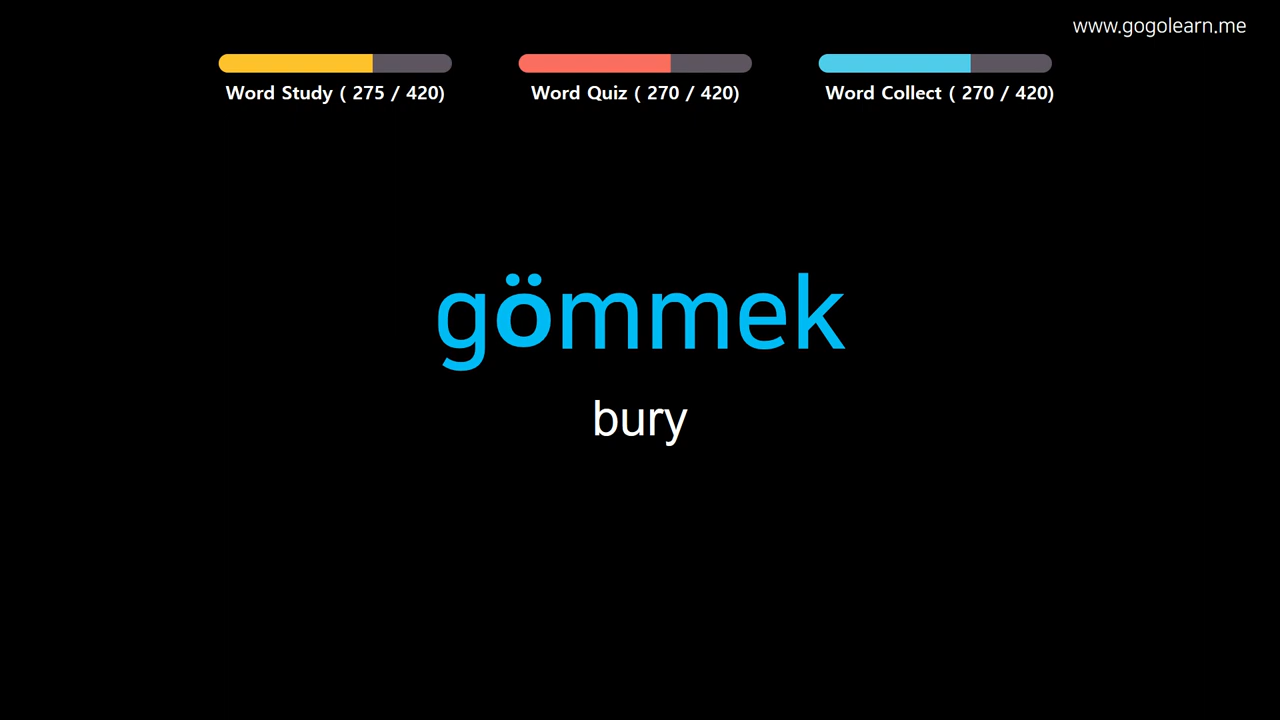 www.gogolearn.me
Word Study ( 275 / 420)
Word Quiz ( 270 / 420)
Word Collect ( 270 / 420)
gömmek
bury